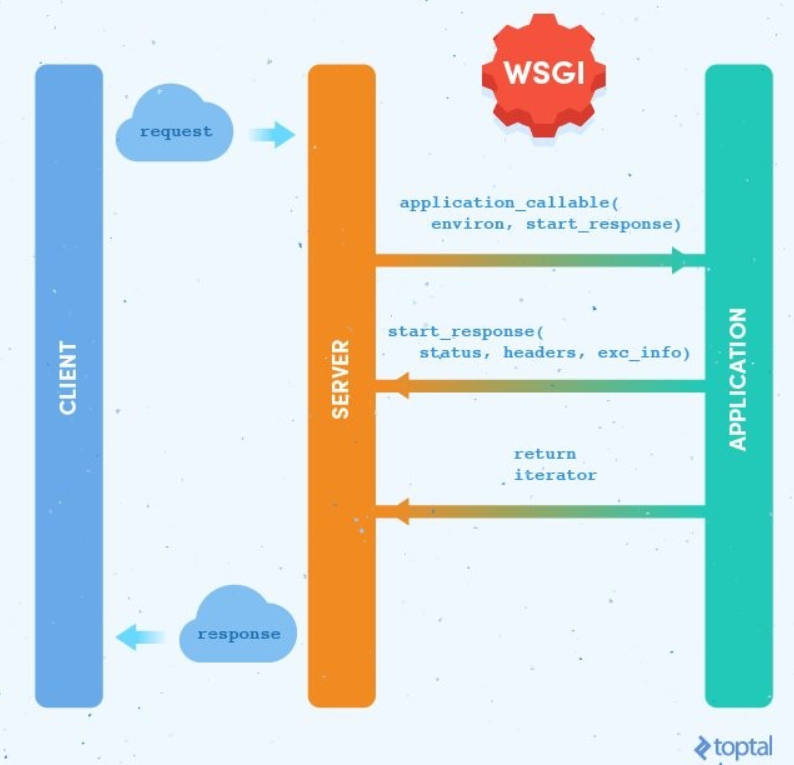 WSGI
request
application_callable(
environ, start_response)
start_response(
status, headers, exc_info)
CLIENT
SERVER
APPLICATION
return
iterator
response
toptal